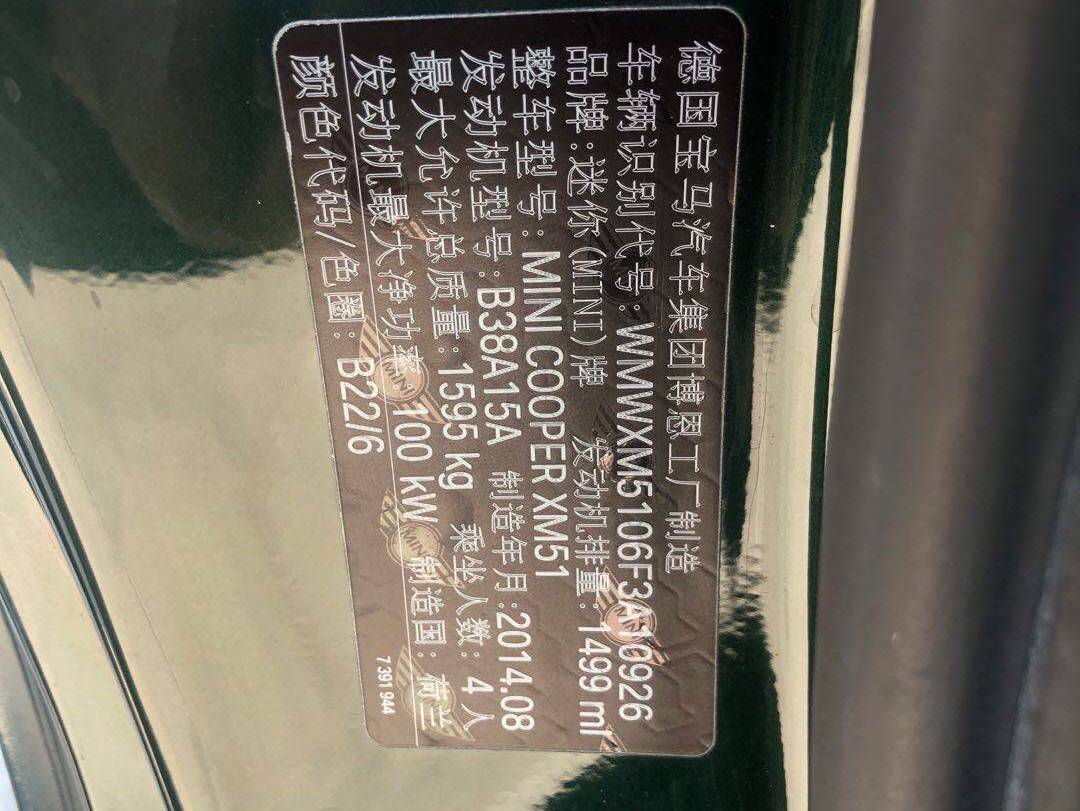 德国宝马汽车集团博恩工厂制造
车辆识别代号:WMWXM5106F3A10926
品牌:迷你(MINI)牌 发动机排量:1499 ml
整车型号:MINI COOPER XM51
发动机型号:B38A15A 制造年月:2014.08
最大允许总质量:1595 kg 乘坐人数:4人
发动机最大净功率:100 kW 制造国:荷兰
颜色代码/色圈:B22/6
7 391 944